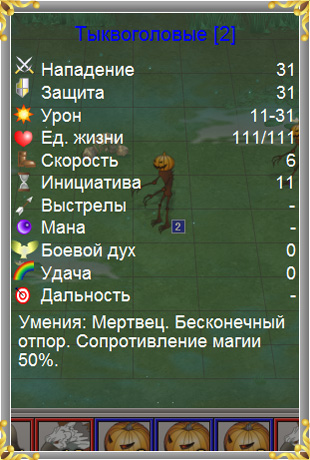 Тыквоголовые [2]
Нападение 31
Защита 31
Урон 11-31
Ед. жизни 111/111
Скорость 6
Инициатива 11
Выстрелы -
Мана -
2
Боевой дух 0
Удача 0
Дальность -
Умения: Мертвец. Бесконечный
отпор. Сопротивление магии
50%.